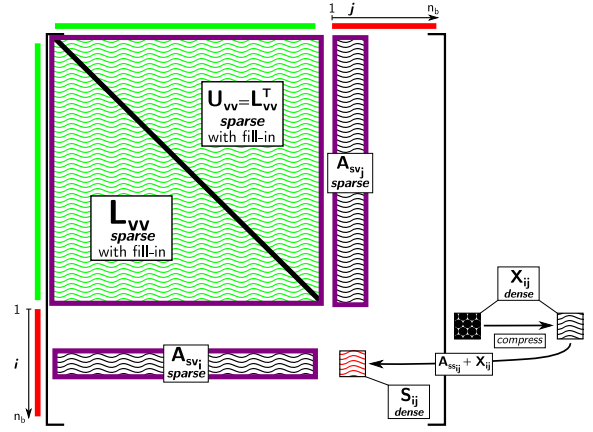 1 j n_b
U_vv=L_vv^T
sparse
with fill-in
A_sv_j
sparse
L_vv
sparse
with fill-in
X_ij
dense
1
compress
i
A_sv_i
sparse
A_ss_ij + X_ij
S_ij
dense
n_b